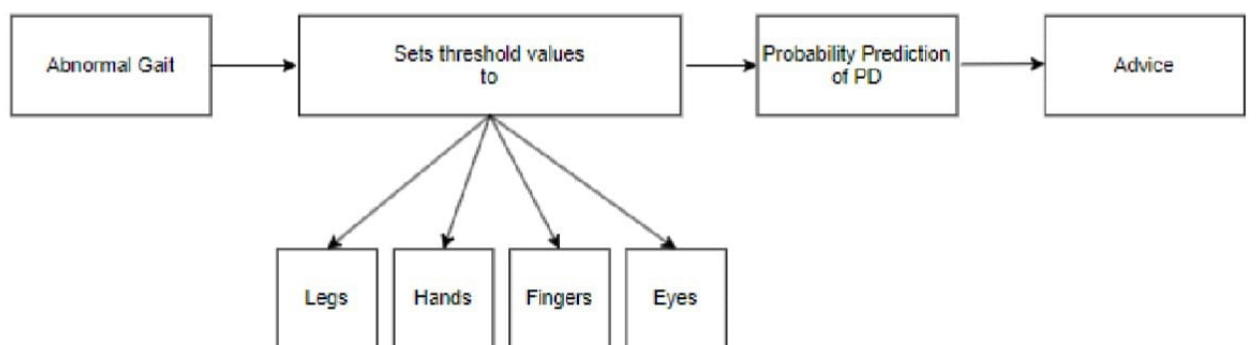 Abnormal Gait
Sets threshold values
to
Probability Prediction
of PD
Advice
Legs
Hands
Fingers
Eyes